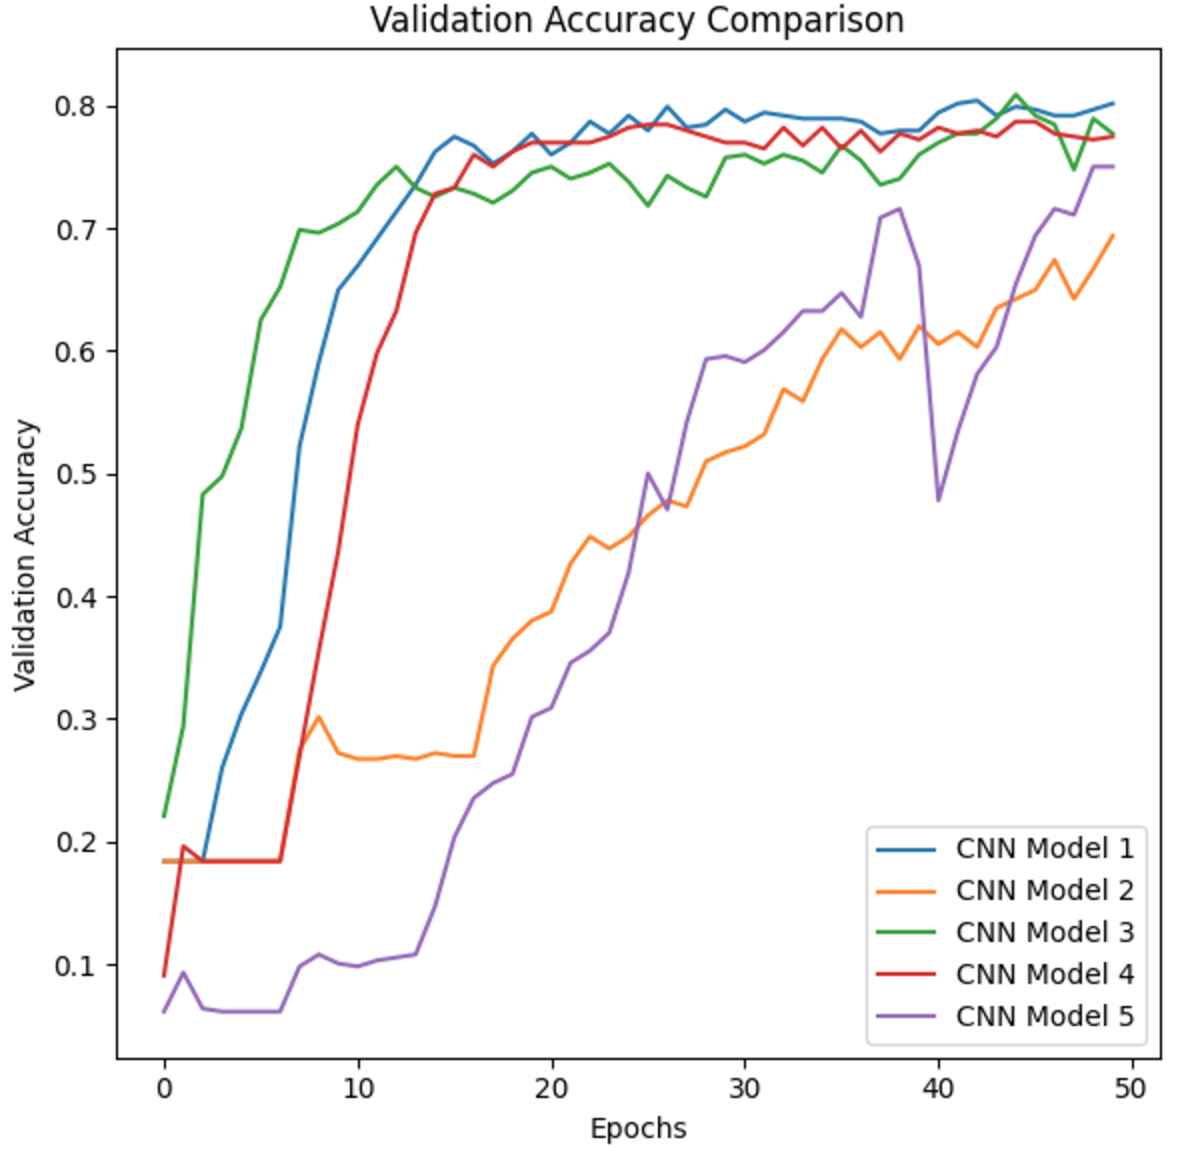 Validation Accuracy Comparison
Validation Accuracy
0.8
0.7
0.6
0.5
0.4
0.3
0.2
0.1
0
10
20
30
40
50
Epochs
CNN Model 1
CNN Model 2
CNN Model 3
CNN Model 4
CNN Model 5